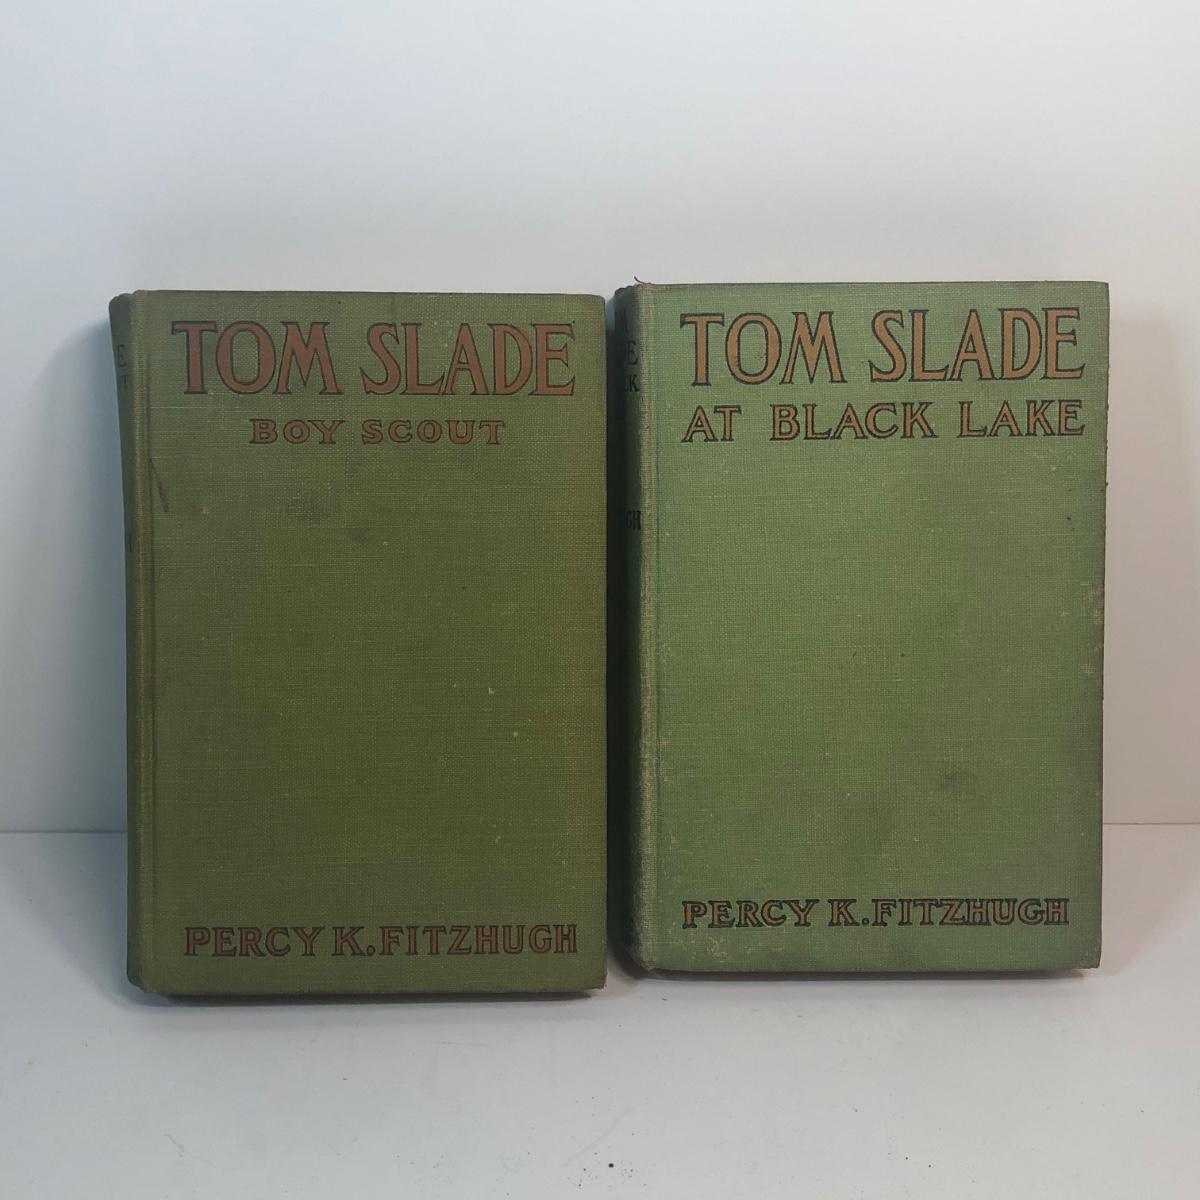 TOM SLADE
BOY SCOUT
PERCY K. FITZHUGH
TOM SLADE
AT BLACK LAKE
PERCY K. FITZHUGH